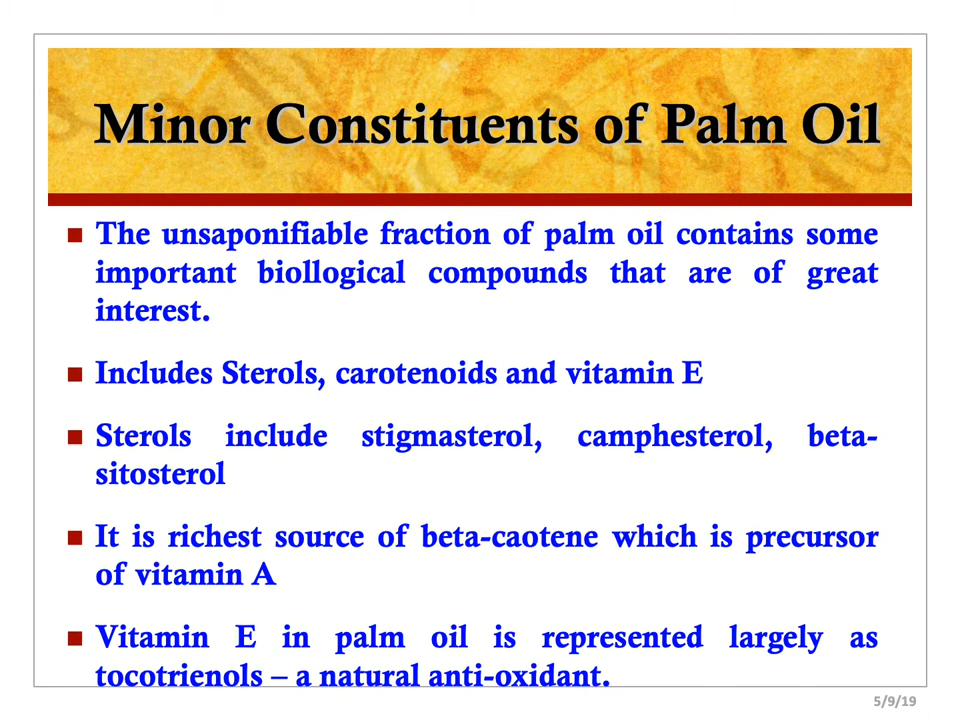 Minor Constituents of Palm Oil
The unsaponifiable fraction of palm oil contains some
important biollogical compounds that are of great
interest.
Includes Sterols, carotenoids and vitamin E
Sterols include stigmasterol, camphesterol, beta-
sitosterol
It is richest source of beta-caotene which is precursor
of vitamin A
Vitamin E in palm oil is represented largely as
tocotrienols – a natural anti-oxidant.
5/9/19